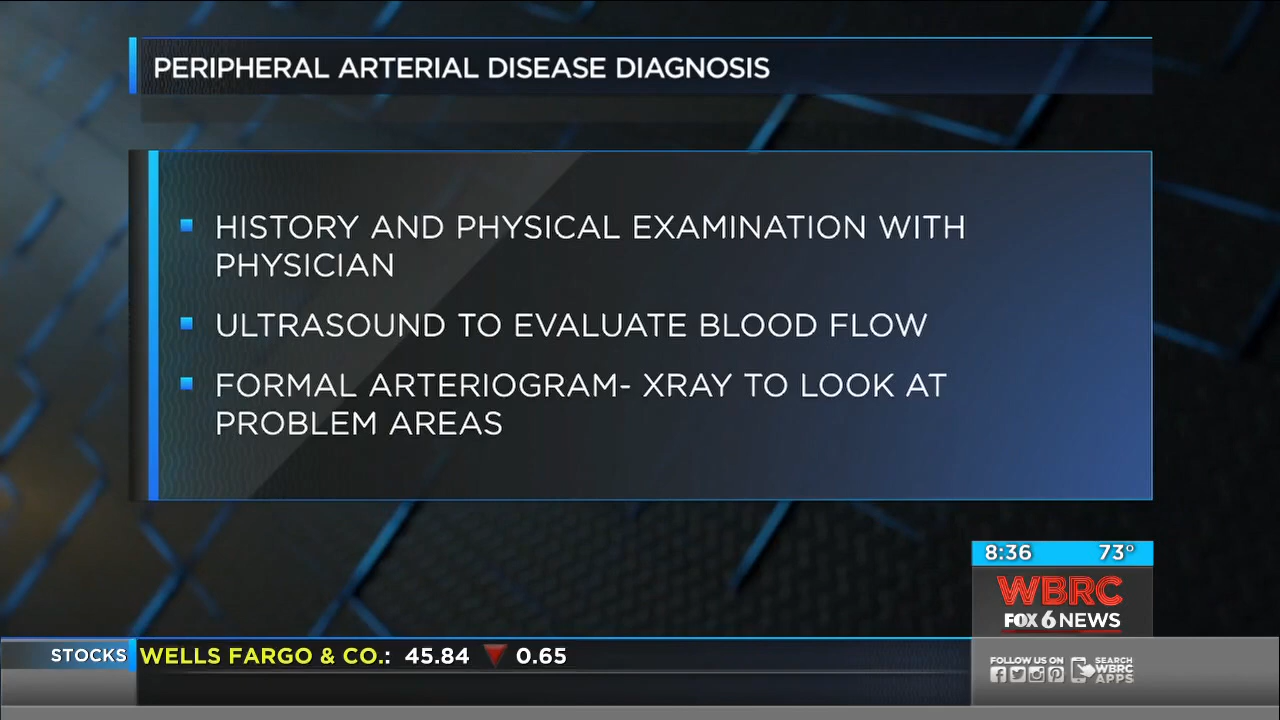 PERIPHERAL ARTERIAL DISEASE DIAGNOSIS
HISTORY AND PHYSICAL EXAMINATION WITH
PHYSICIAN
ULTRASOUND TO EVALUATE BLOOD FLOW
FORMAL ARTERIOGRAM- XRAY TO LOOK AT
PROBLEM AREAS
8:36 73°
WBRC
FOX 6 NEWS
STOCKS WELLS FARGO & CO.: 45.84 0.65
FOLLOW US ON
SEARCH
WBRC
APPS